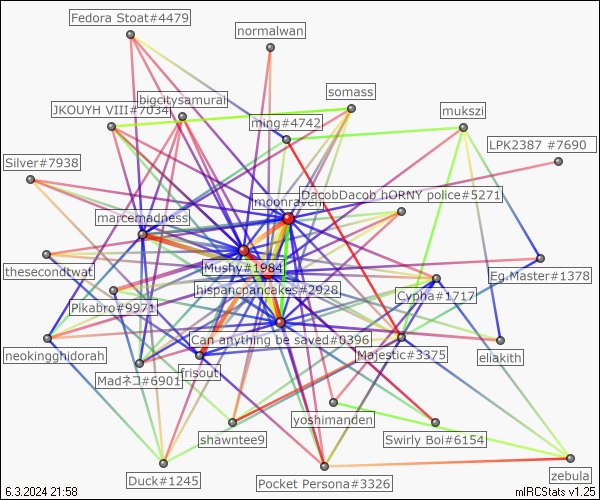 Fedora Stoat#4479
normalwan
bigcitysamurai
somass
JKOUYH VIII#7034
ming#4742
mukszi
LPK2387 #7690
Silver#7938
DacobDacob hORNY police#5271
moonraven
marcemadness
Mushy#1984
thesecondtwat
Eg.Master#1378
hispancpancakes#2928
Cypha#1717
Pikabro#9971
Can anything be saved#0396
neokingghidorah
Majestic#3375
eliakith
Madネコ#6901
frisout
yoshimanden
shawntee9
Swirly Boi#6154
Duck#1245
Pocket Persona#3326
zebula
6.3.2024 21:58
mIRCStats v1.25